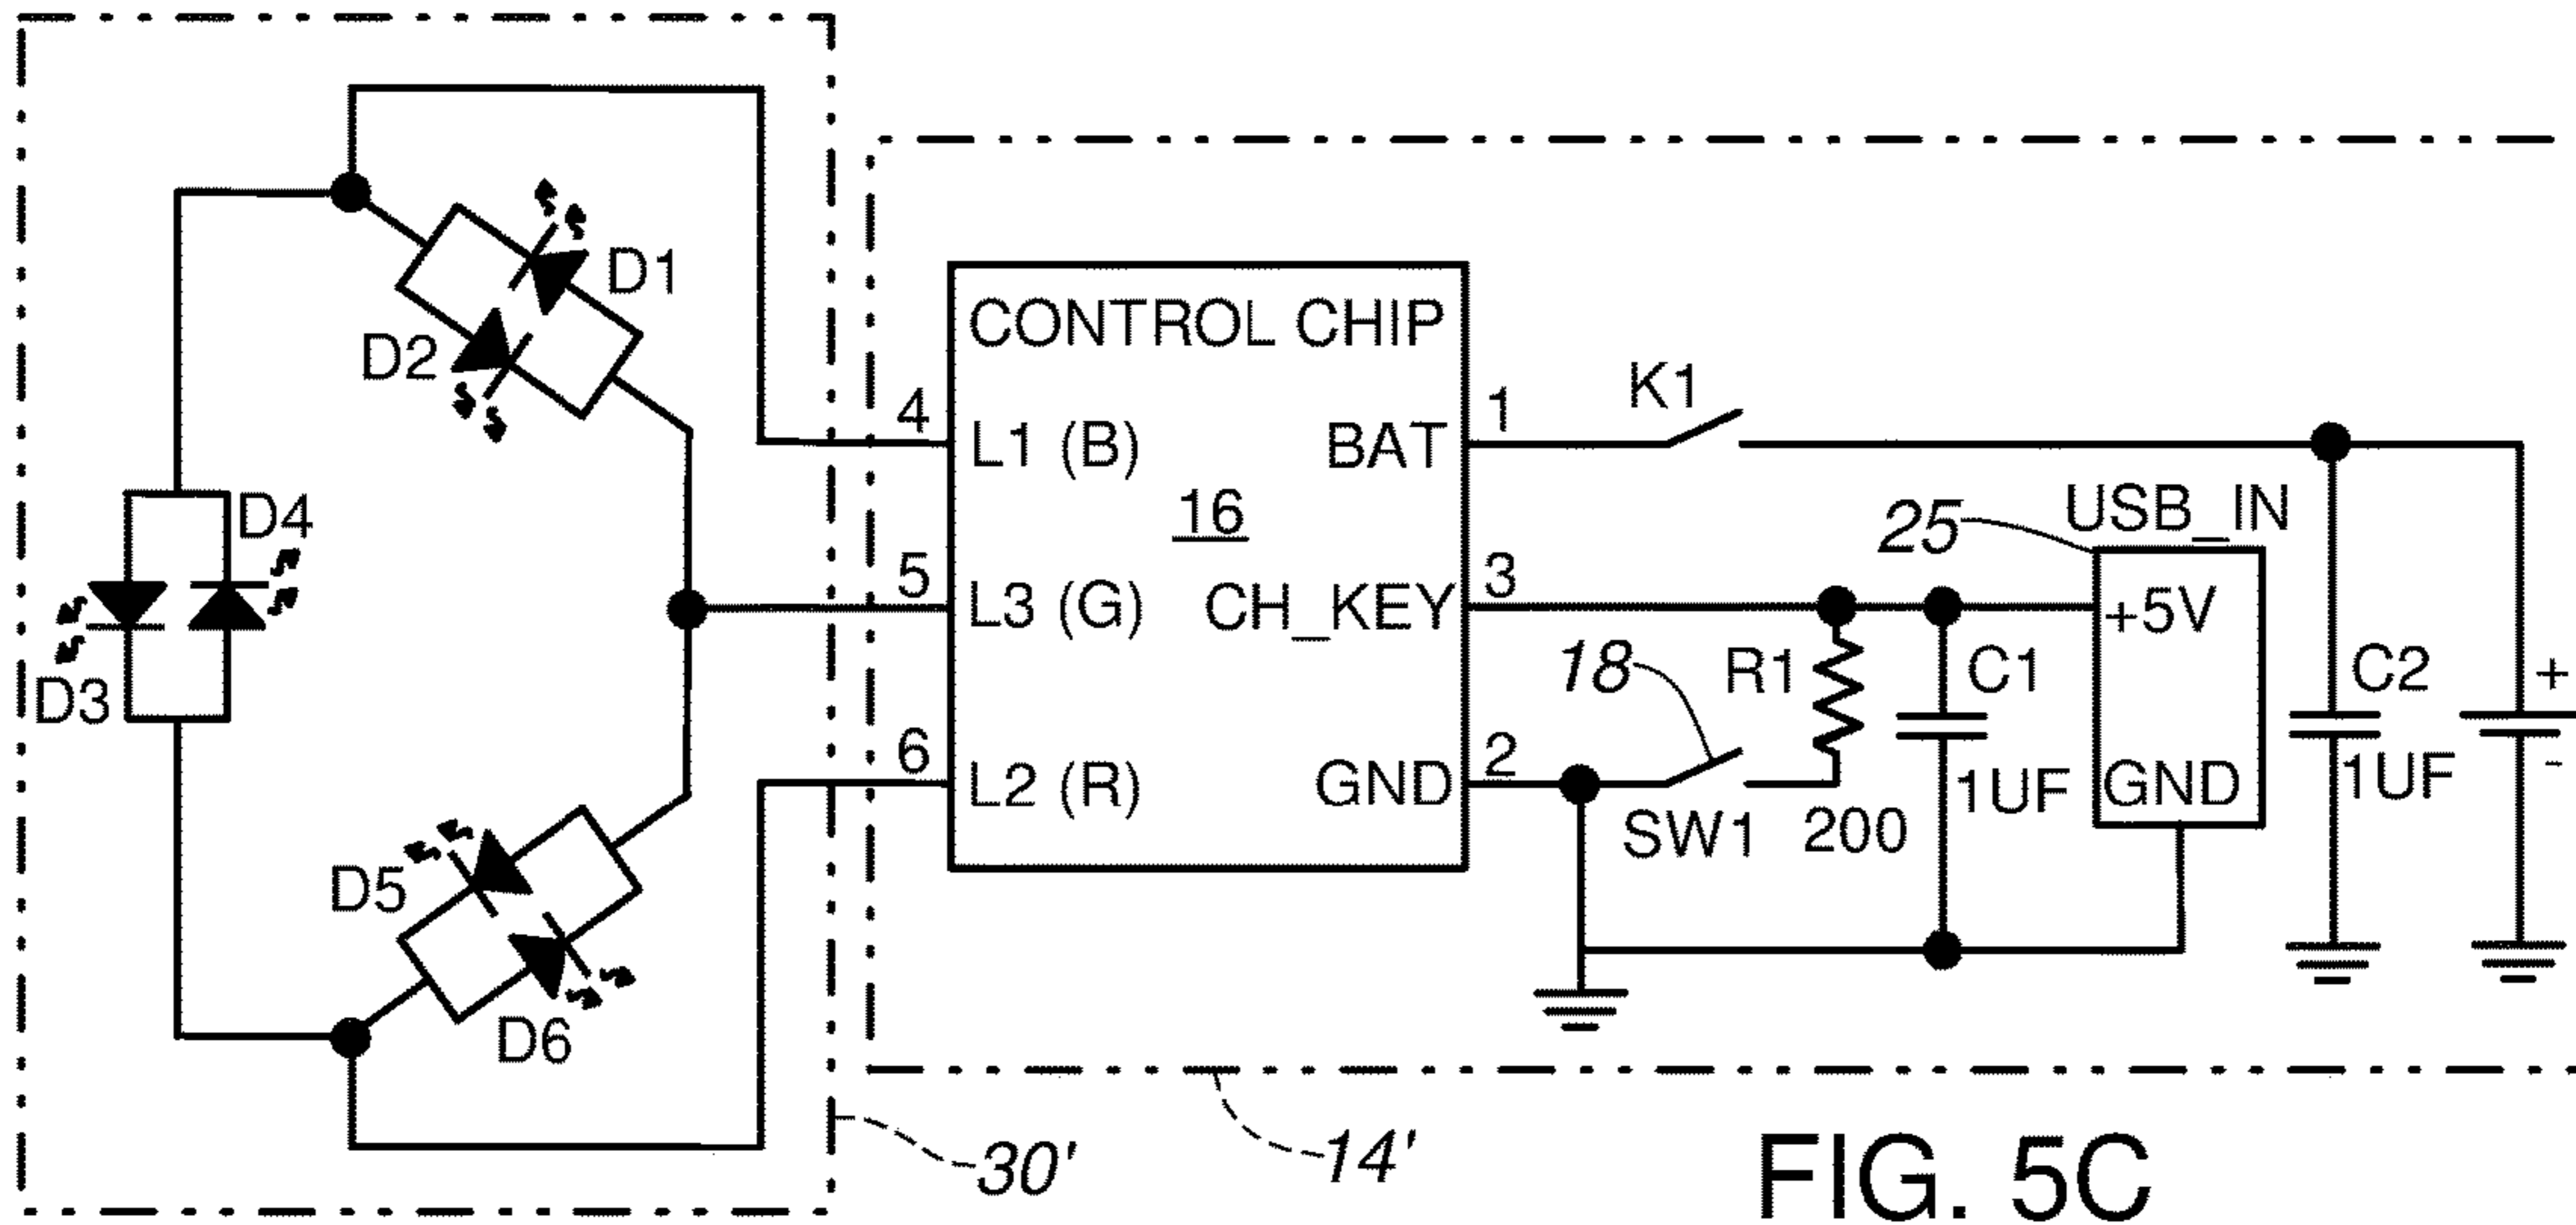 D1
D2
D4
D3
D5
D6
CONTROL CHIP
4
L1 (B)
BAT
1
K1
16
25
USB_IN
5
L3 (G)
CH_KEY
3
+5V
18
R1
C1
C2
+
6
L2 (R)
GND
2
SW1
200
1UF
GND
1UF
-
30'
14'
FIG. 5C